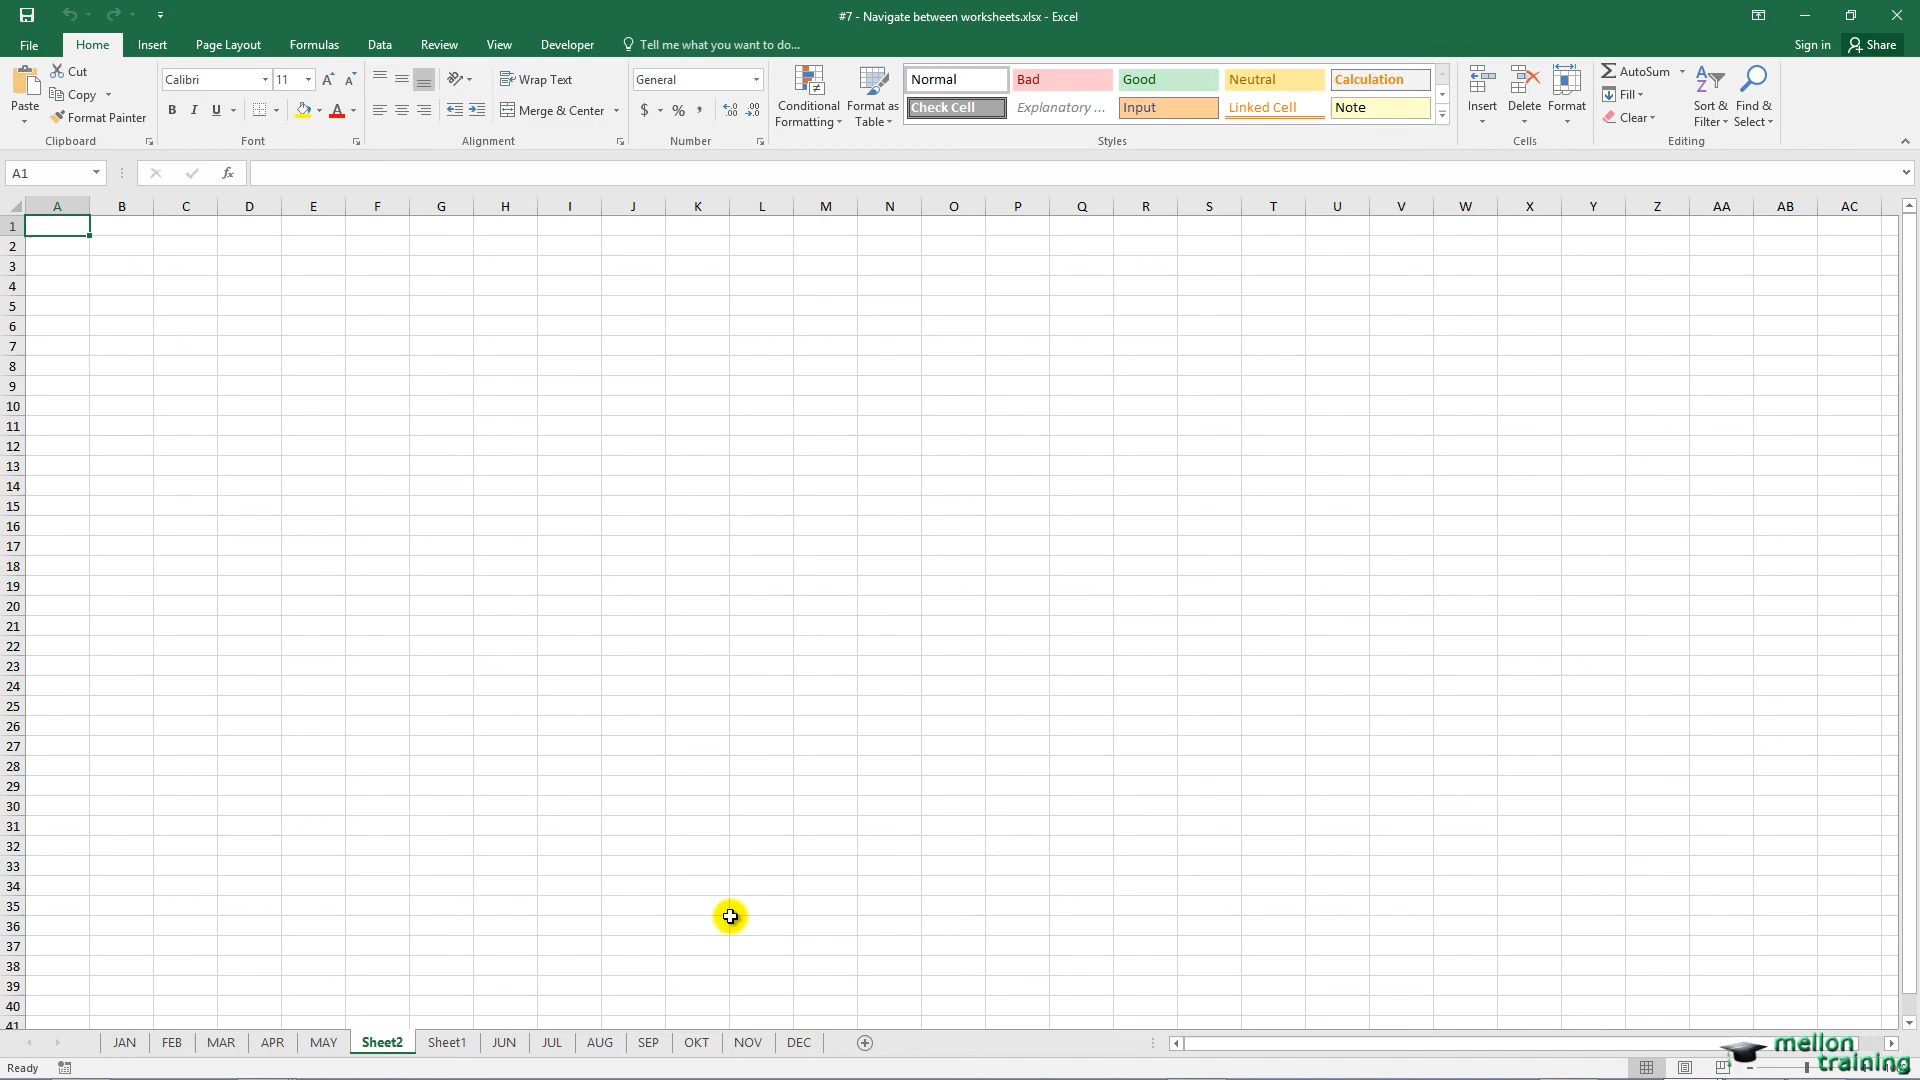 #7 - Navigate between worksheets.xlsx - Excel
File Home Insert Page Layout Formulas Data Review View Developer Tell me what you want to do... Sign in Share
Paste
Cut
Copy
Format Painter
Clipboard
Calibri 11
B I U
Font
Wrap Text
Merge & Center
Alignment
General
$ % ,
Number
Conditional Formatting
Format as Table
Normal Bad Good Neutral Calculation
Check Cell Explanatory ... Input Linked Cell Note
Styles
Insert Delete Format
Cells
AutoSum
Fill
Clear
Sort & Filter
Find & Select
Editing
A1 fx
A B C D E F G H I J K L M N O P Q R S T U V W X Y Z AA AB AC
1
2
3
4
5
6
7
8
9
10
11
12
13
14
15
16
17
18
19
20
21
22
23
24
25
26
27
28
29
30
31
32
33
34
35
36
37
38
39
40
41
JAN FEB MAR APR MAY Sheet2 Sheet1 JUN JUL AUG SEP OKT NOV DEC
Ready
mellon
training